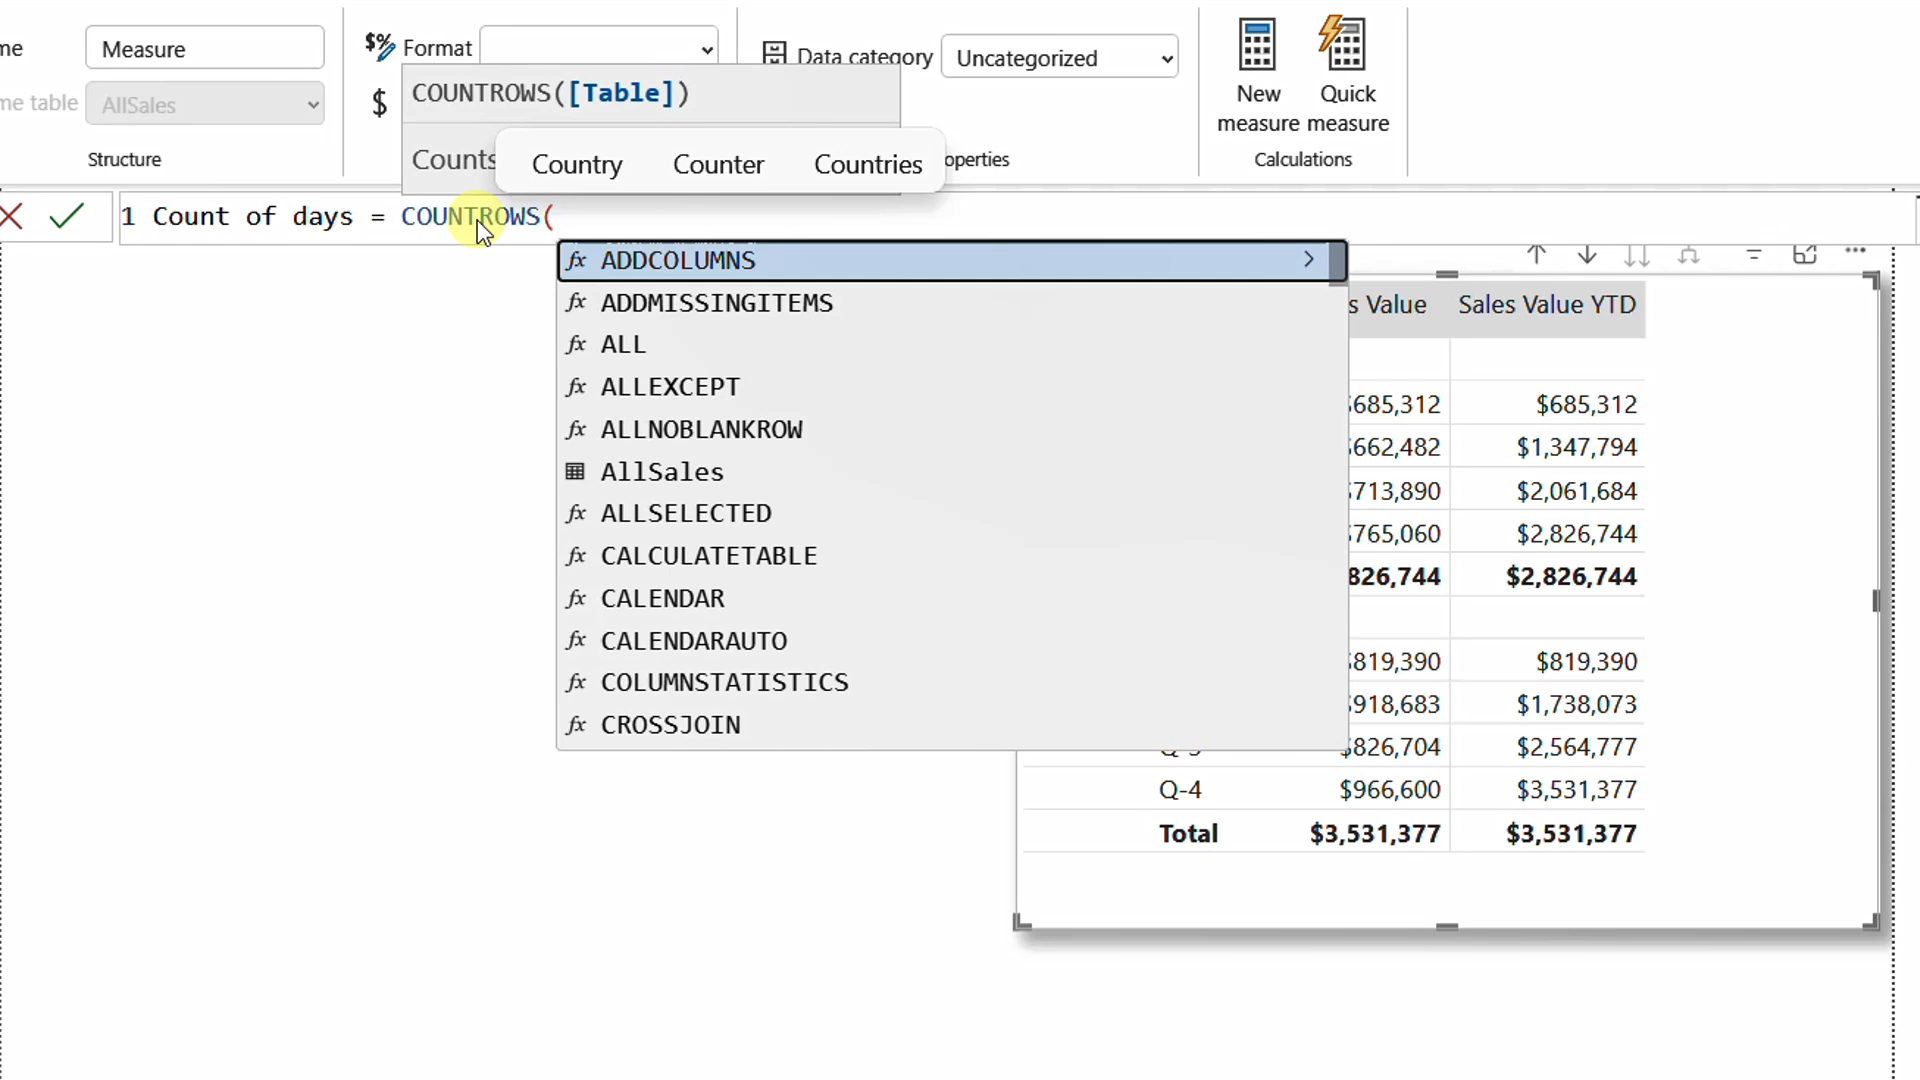 me Measure
$% Format
Data category Uncategorized
New measure
Quick measure
me table AllSales
$
COUNTROWS([Table])
Counts
Country Counter Countries
Structure
operties
Calculations
1 Count of days = COUNTROWS(
ADDCOLUMNS
ADDMISSINGITEMS
ALL
ALLEXCEPT
ALLNOBLANKROW
AllSales
ALLSELECTED
CALCULATETABLE
CALENDAR
CALENDARAUTO
COLUMNSTATISTICS
CROSSJOIN
s Value Sales Value YTD
$685,312 $685,312
$662,482 $1,347,794
$713,890 $2,061,684
$765,060 $2,826,744
826,744 $2,826,744
$819,390 $819,390
$918,683 $1,738,073
$826,704 $2,564,777
Q-4 $966,600 $3,531,377
Total $3,531,377 $3,531,377